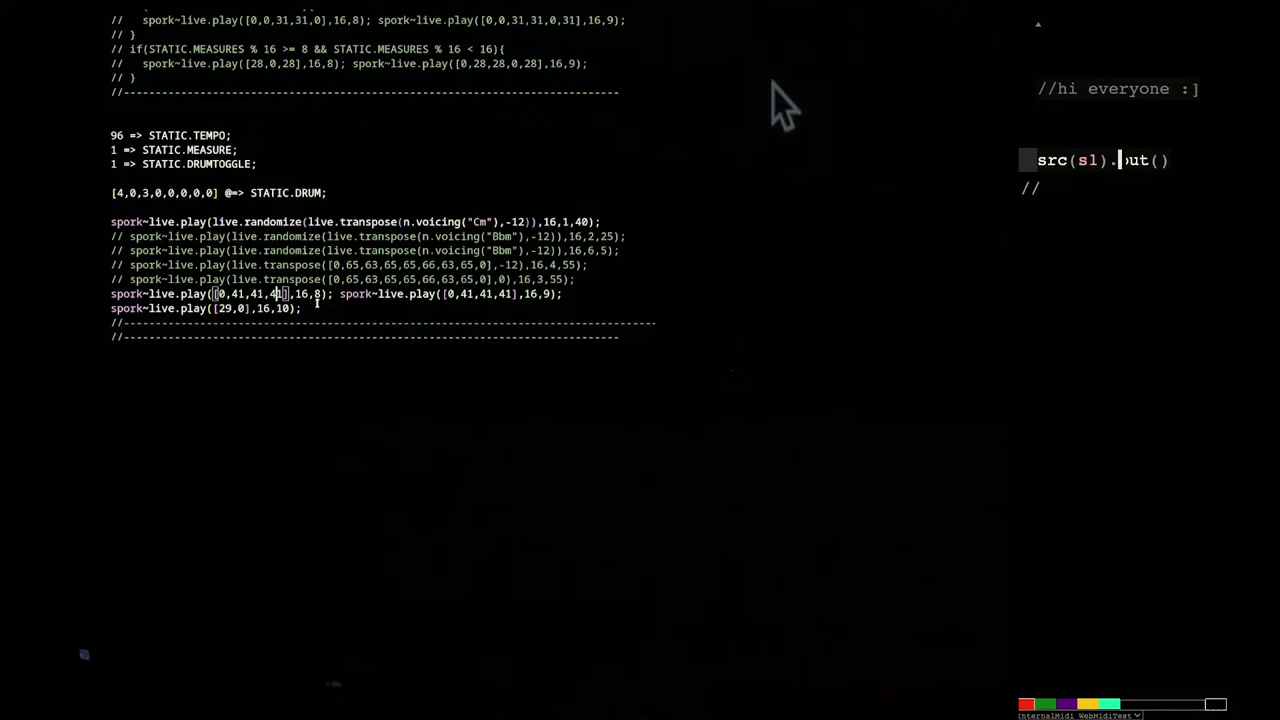 //   spork~live.play([0,0,31,31,0],16,8); spork~live.play([0,0,31,31,0,31],16,9);
// }
// if(STATIC.MEASURES % 16 >= 8 && STATIC.MEASURES % 16 < 16){
//   spork~live.play([28,0,28],16,8); spork~live.play([0,28,28,0,28],16,9);
// }
//------------------------------------------------------------------------------
96 => STATIC.TEMPO;
1 => STATIC.MEASURE;
1 => STATIC.DRUMTOGGLE;
[4,0,3,0,0,0,0,0] @=> STATIC.DRUM;
spork~live.play(live.randomize(live.transpose(n.voicing("Cm"),-12)),16,1,40);
// spork~live.play(live.randomize(live.transpose(n.voicing("Bbm"),-12)),16,2,25);
// spork~live.play(live.randomize(live.transpose(n.voicing("Bbm"),-12)),16,6,5);
// spork~live.play(live.transpose([0,65,63,65,65,66,63,65,0],-12),16,4,55);
// spork~live.play(live.transpose([0,65,63,65,65,66,63,65,0],0),16,3,55);
spork~live.play([0,41,41,41],16,8); spork~live.play([0,41,41,41],16,9);
spork~live.play([29,0],16,10);
//------------------------------------------------------------------------------------
//------------------------------------------------------------------------------
//hi everyone :]
src(s1).out()
//
InternalMidi WebMidiTest